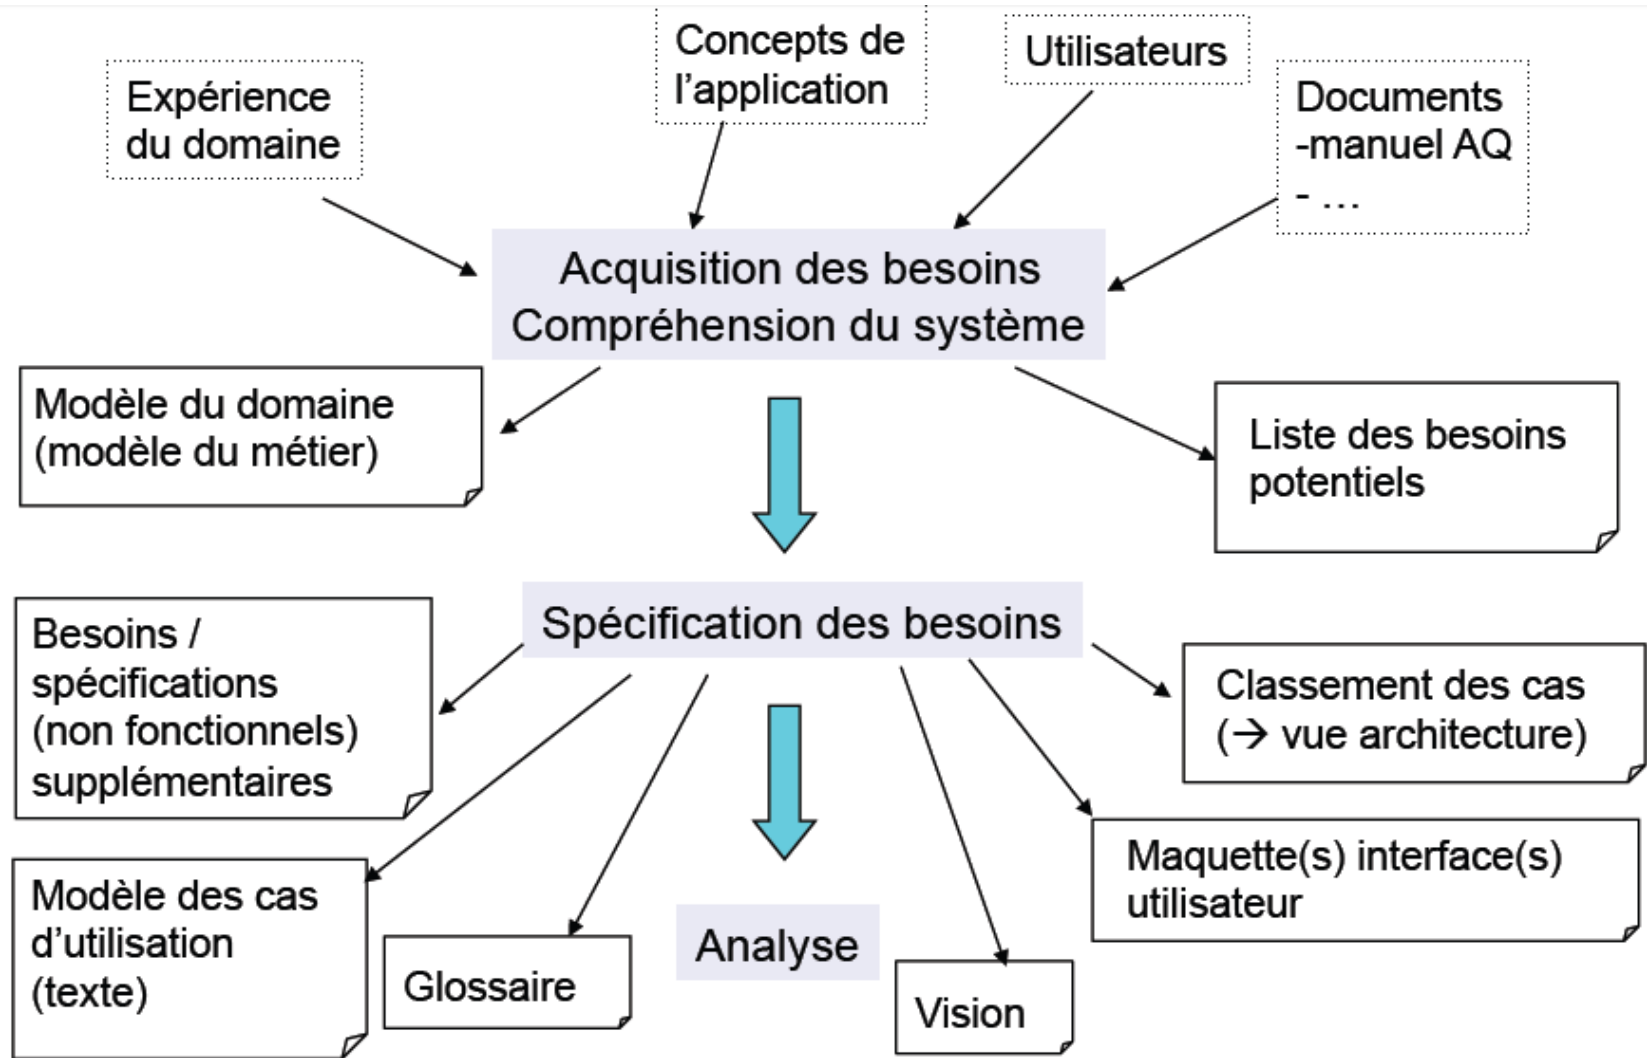 Concepts de
l'application
Utilisateurs
Expérience
du domaine
Documents
-manuel AQ
- ...
Acquisition des besoins
Compréhension du système
Modèle du domaine
(modèle du métier)
Liste des besoins
potentiels
Spécification des besoins
Besoins /
spécifications
(non fonctionnels)
supplémentaires
Classement des cas
(→ vue architecture)
Maquette(s) interface(s)
utilisateur
Modèle des cas
d'utilisation
(texte)
Glossaire
Analyse
Vision